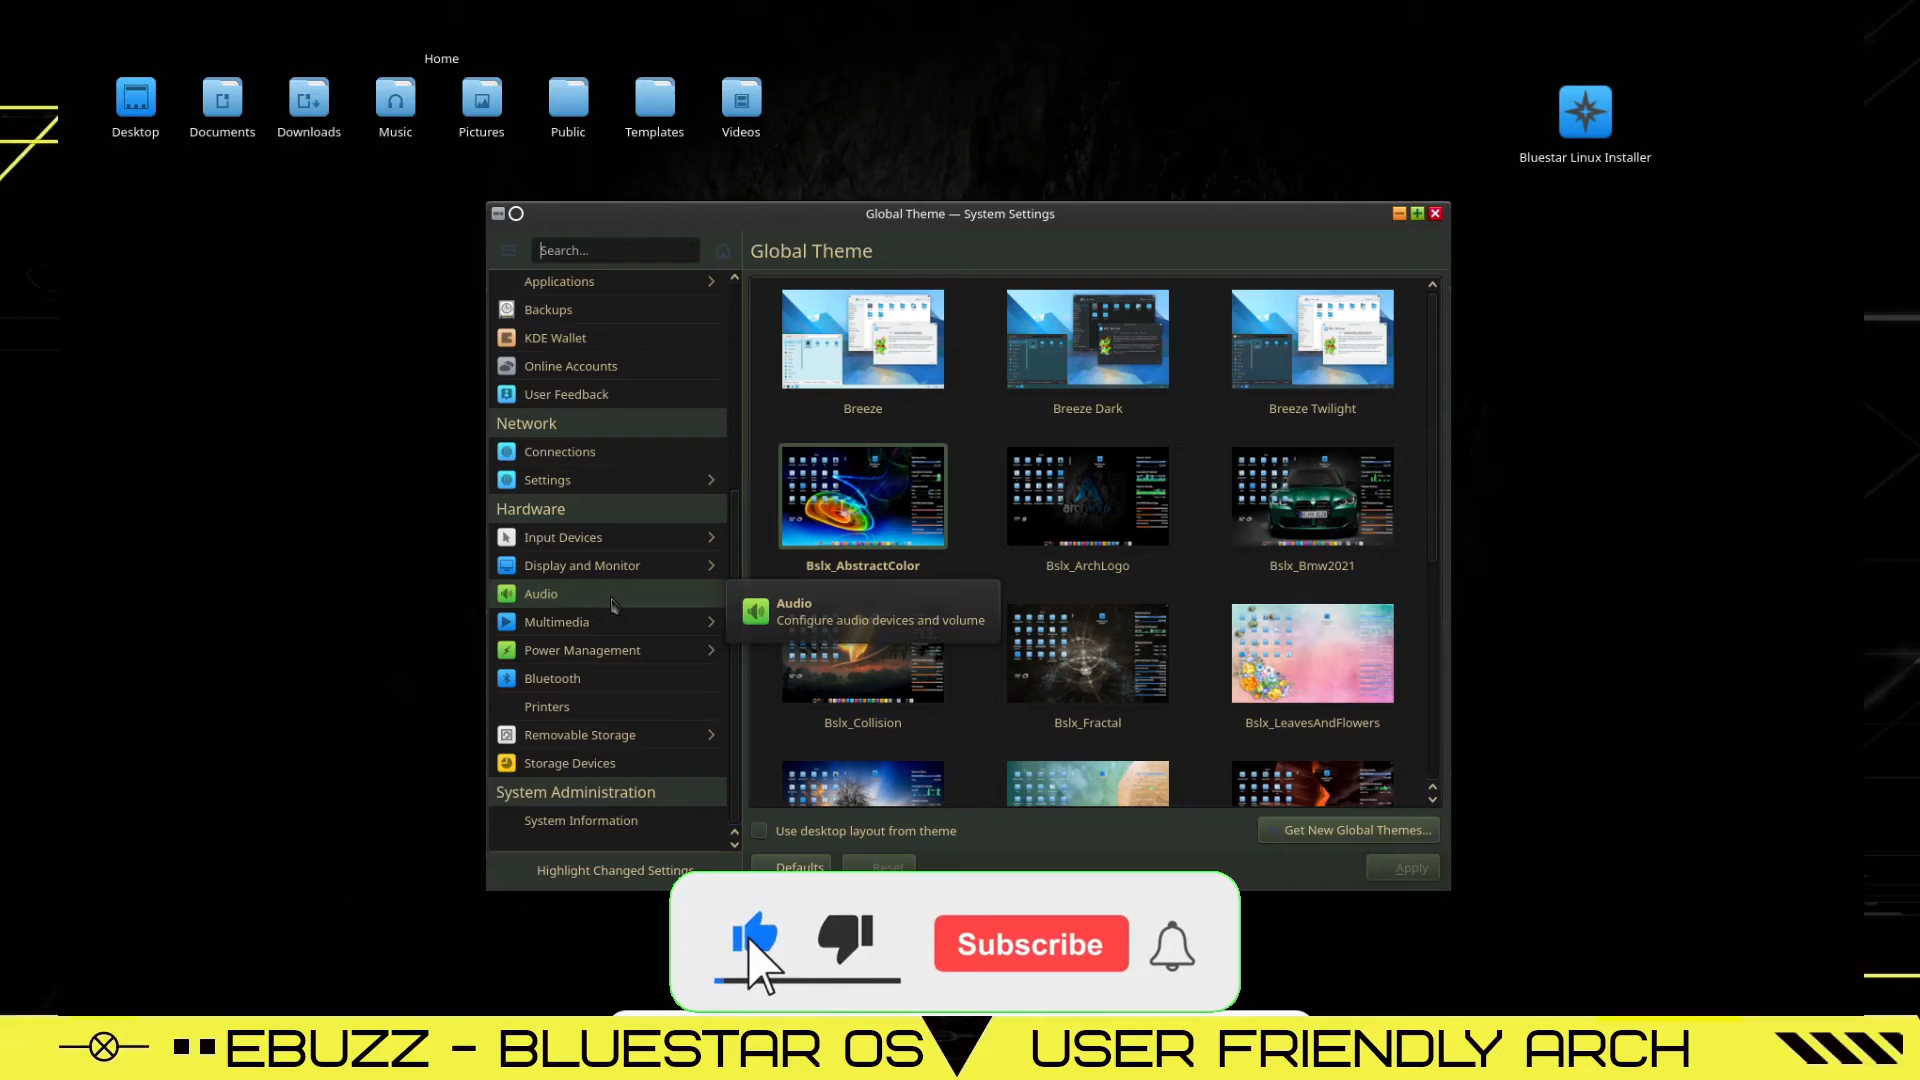 Home
Desktop
Documents
Downloads
Music
Pictures
Public
Templates
Videos
Bluestar Linux Installer
Global Theme — System Settings
Search...
Global Theme
Applications
Backups
KDE Wallet
Online Accounts
User Feedback
Network
Connections
Settings
Hardware
Input Devices
Display and Monitor
Audio
Multimedia
Power Management
Bluetooth
Printers
Removable Storage
Storage Devices
System Administration
System Information
Highlight Changed Settings
Breeze
Breeze Dark
Breeze Twilight
Bslx_AbstractColor
Bslx_ArchLogo
Bslx_Bmw2021
Audio
Configure audio devices and volume
Bslx_Collision
Bslx_Fractal
Bslx_LeavesAndFlowers
Use desktop layout from theme
Get New Global Themes...
Defaults
Reset
Apply
Subscribe
EBUZZ - BLUESTAR OS
USER FRIENDLY ARCH